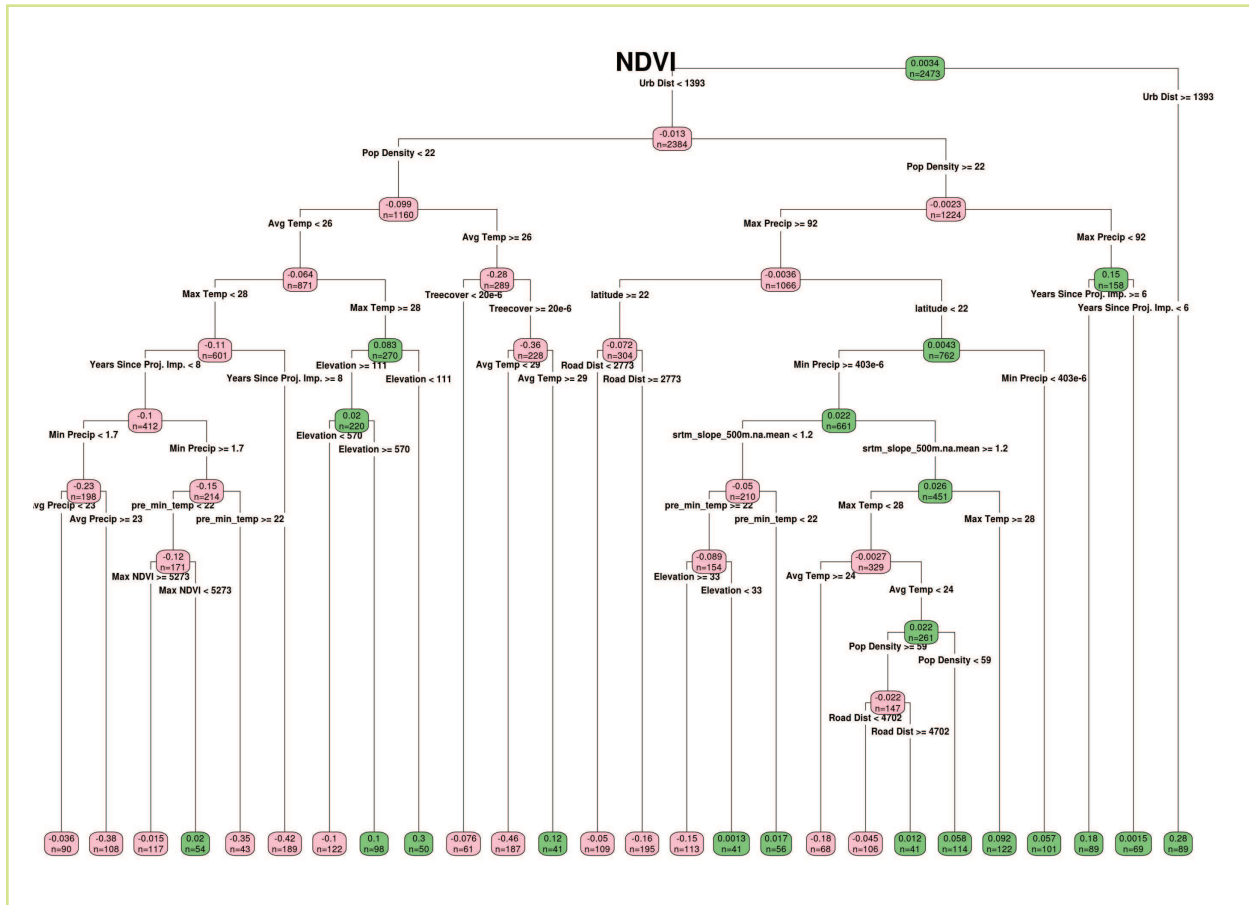 NDVI
0.0034
n=2473
Urb Dist < 1393
Urb Dist >= 1393
-0.013
n=2384
Pop Density < 22
Pop Density >= 22
-0.099
n=1160
-0.0023
n=1224
Avg Temp < 26
Avg Temp >= 26
Max Precip >= 92
Max Precip < 92
-0.064
n=871
-0.28
n=289
-0.0036
n=1066
0.15
n=158
Max Temp < 28
Max Temp >= 28
Treecover < 20e-6
Treecover >= 20e-6
latitude >= 22
latitude < 22
Years Since Proj. Imp. >= 6
Years Since Proj. Imp. < 6
-0.11
n=601
0.083
n=270
-0.36
n=228
-0.072
n=304
0.0043
n=762
Years Since Proj. Imp. < 8
Years Since Proj. Imp. >= 8
Elevation >= 111
Elevation < 111
Avg Temp < 29
Avg Temp >= 29
Road Dist < 2773
Road Dist >= 2773
Min Precip >= 403e-6
Min Precip < 403e-6
-0.1
n=412
0.02
n=220
0.022
n=661
Min Precip < 1.7
Min Precip >= 1.7
Elevation < 570
Elevation >= 570
srtm_slope_500m.na.mean < 1.2
srtm_slope_500m.na.mean >= 1.2
-0.23
n=198
-0.15
n=214
-0.05
n=210
0.026
n=451
vg Precip < 23
Avg Precip >= 23
pre_min_temp < 22
pre_min_temp >= 22
pre_min_temp >= 22
pre_min_temp < 22
Max Temp < 28
Max Temp >= 28
-0.12
n=171
-0.089
n=154
-0.0027
n=329
Max NDVI >= 5273
Max NDVI < 5273
Elevation >= 33
Elevation < 33
Avg Temp >= 24
Avg Temp < 24
0.022
n=261
Pop Density >= 59
Pop Density < 59
-0.022
n=147
Road Dist < 4702
Road Dist >= 4702
-0.036
n=90
-0.38
n=108
-0.015
n=117
0.02
n=54
-0.35
n=43
-0.42
n=189
-0.1
n=122
0.1
n=98
0.3
n=50
-0.076
n=61
-0.46
n=187
0.12
n=41
-0.05
n=109
-0.16
n=195
-0.15
n=113
0.0013
n=41
0.017
n=56
-0.18
n=68
-0.045
n=106
0.012
n=41
0.058
n=114
0.092
n=122
0.057
n=101
0.18
n=89
0.0015
n=69
0.28
n=89